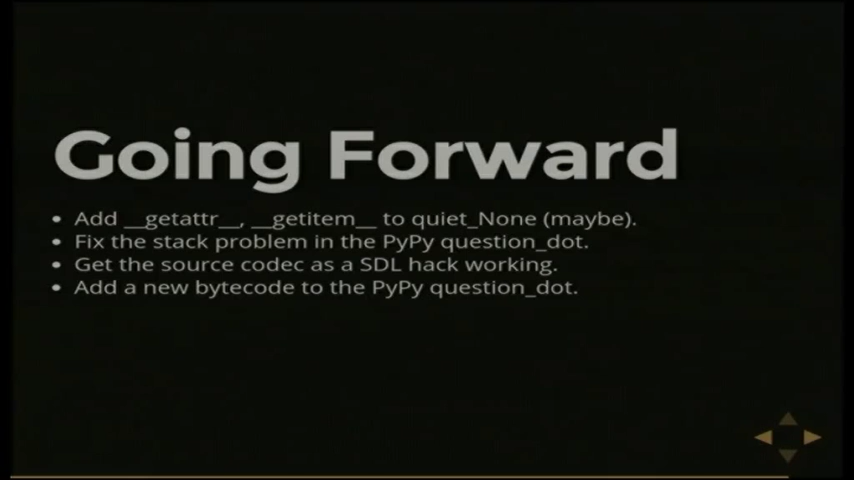 Going Forward
• Add __getattr__, __getitem__ to quiet_None (maybe).
• Fix the stack problem in the PyPy question_dot.
• Get the source codec as a SDL hack working.
• Add a new bytecode to the PyPy question_dot.